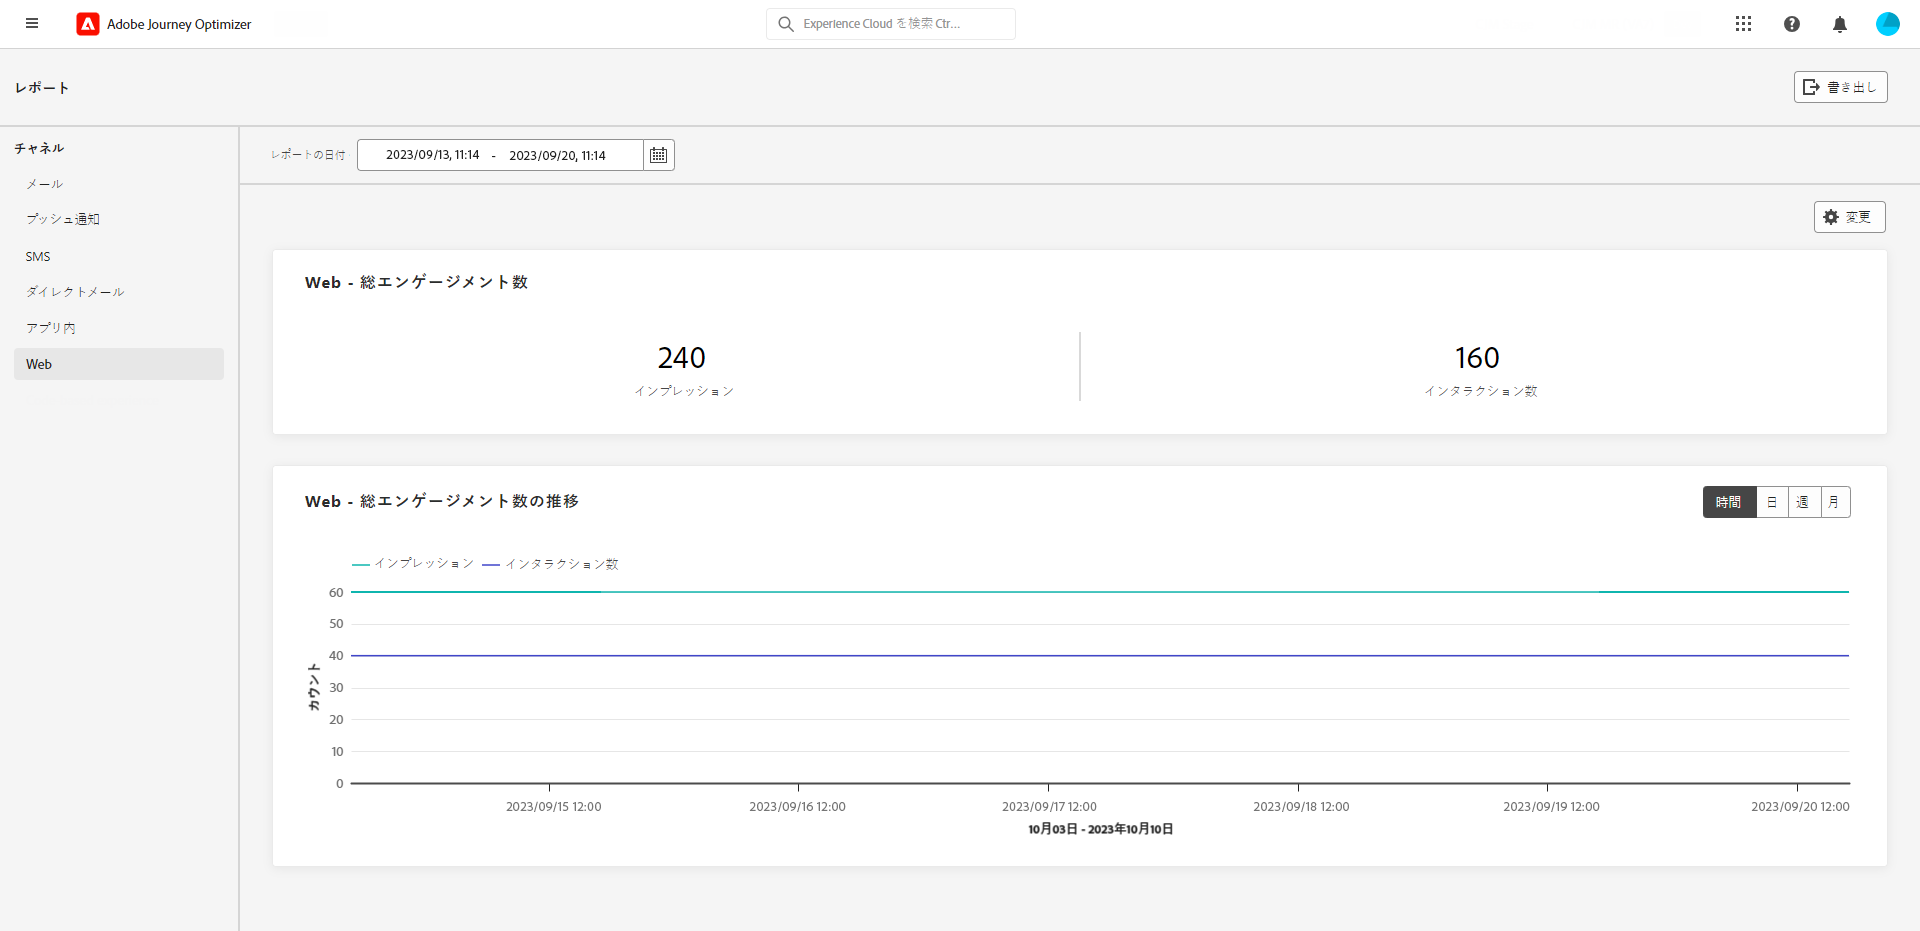 Adobe Journey Optimizer
Experience Cloud を検索 Ctr...
レポート
書き出し
チャネル
メール
プッシュ通知
SMS
ダイレクトメール
アプリ内
Web
レポートの日付
2023/09/13, 11:14 - 2023/09/20, 11:14
変更
Web - 総エンゲージメント数
240
インプレッション
160
インタラクション数
Web - 総エンゲージメント数の推移
時間 日 週 月
インプレッション インタラクション数
カウント
60
50
40
30
20
10
0
2023/09/15 12:00 2023/09/16 12:00 2023/09/17 12:00 2023/09/18 12:00 2023/09/19 12:00 2023/09/20 12:00
10月03日 - 2023年10月10日